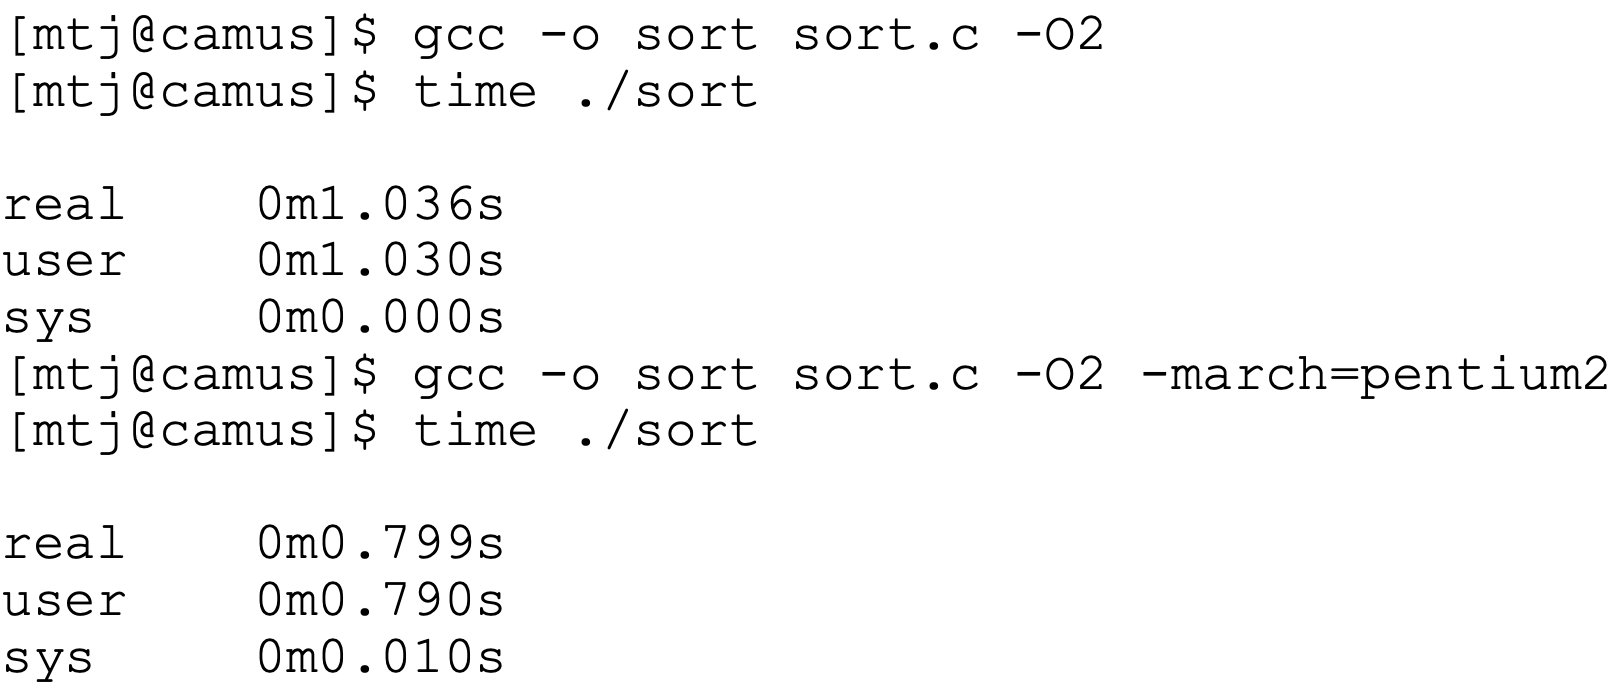 [mtj@camus]$ gcc -o sort sort.c -O2
[mtj@camus]$ time ./sort
real    0m1.036s
user    0m1.030s
sys     0m0.000s
[mtj@camus]$ gcc -o sort sort.c -O2 -march=pentium2
[mtj@camus]$ time ./sort
real    0m0.799s
user    0m0.790s
sys     0m0.010s